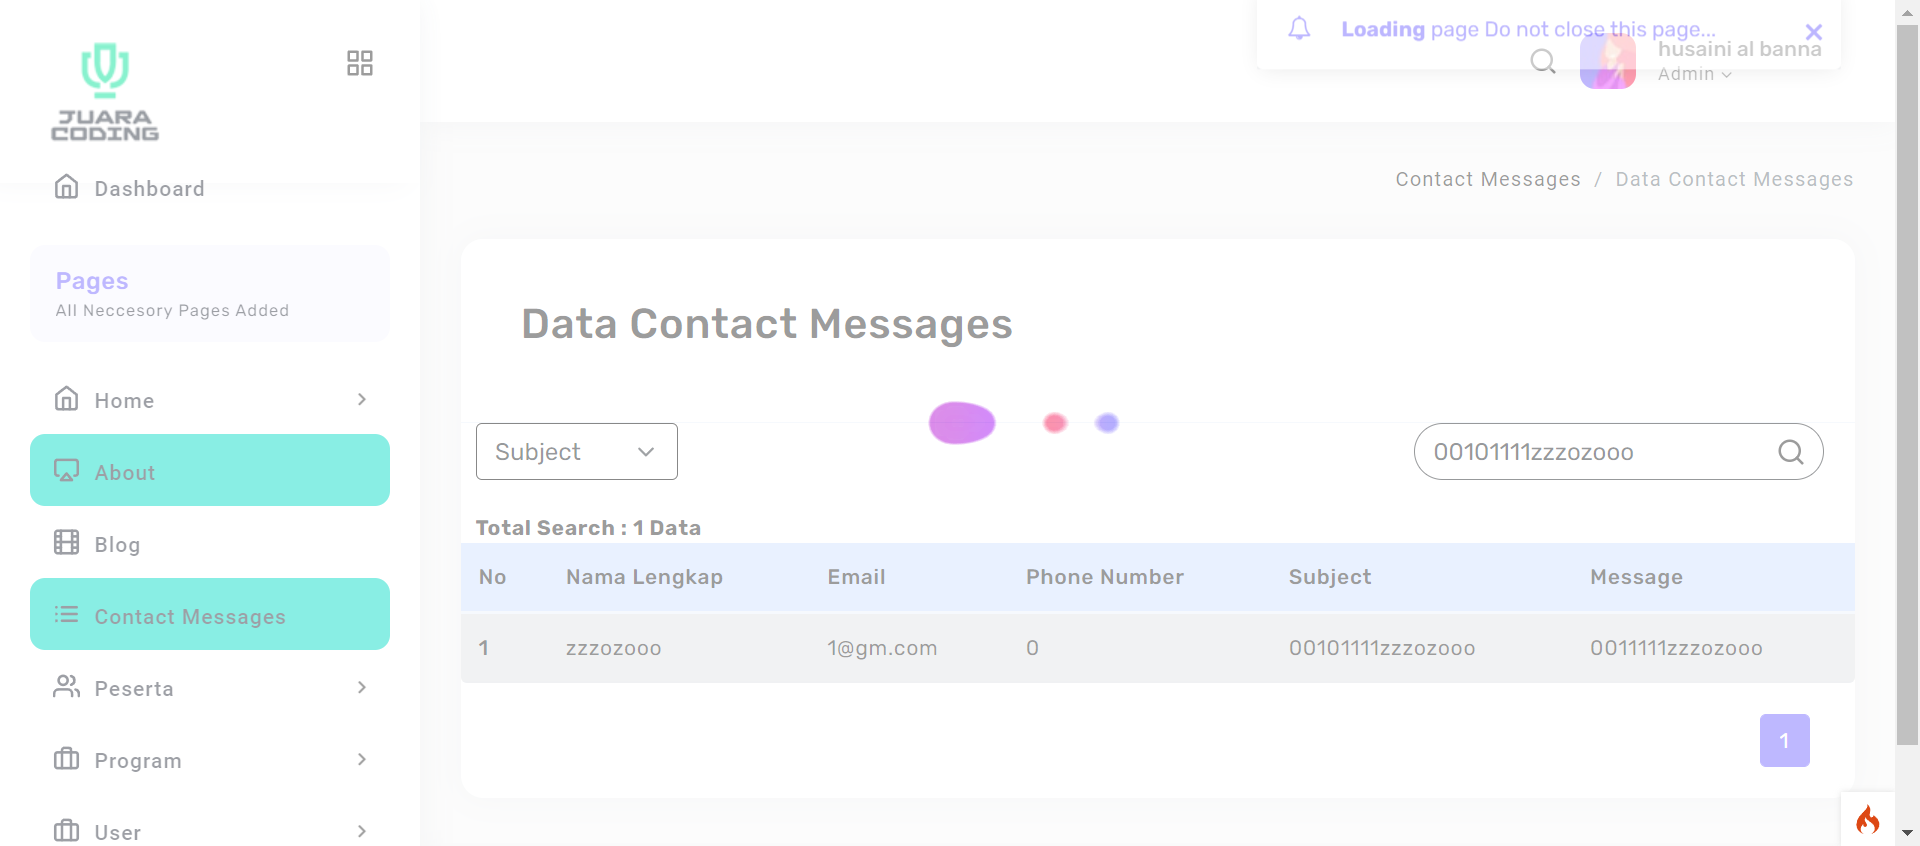 JUARA
CODING
Dashboard
Pages
All Neccesory Pages Added
Home
About
Blog
Contact Messages
Peserta
Program
User
Loading page Do not close this page...
husaini al banna
Admin
Contact Messages / Data Contact Messages
Data Contact Messages
Subject
00101111zzzozooo
Total Search : 1 Data
No Nama Lengkap Email Phone Number Subject Message
1 zzzozooo 1@gm.com 0 00101111zzzozooo 0011111zzzozooo
1